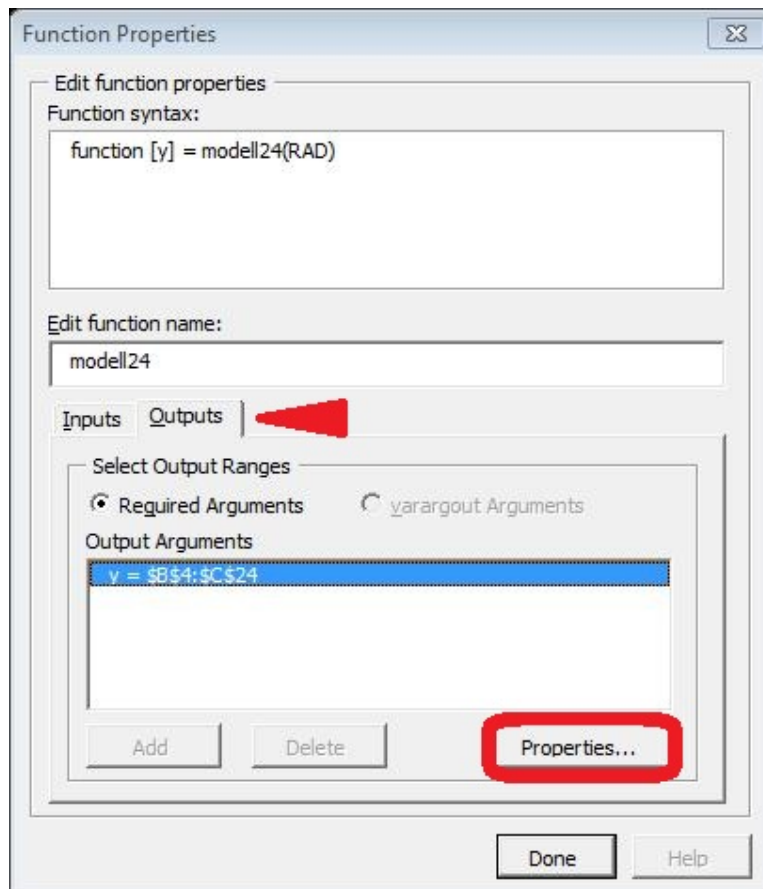 Function Properties
Edit function properties
Function syntax:
function [y] = modell24(RAD)
Edit function name:
modell24
Inputs Outputs
Select Output Ranges
Required Arguments varargout Arguments
Output Arguments
y = $B$4:$C$24
Add Delete Properties...
Done Help